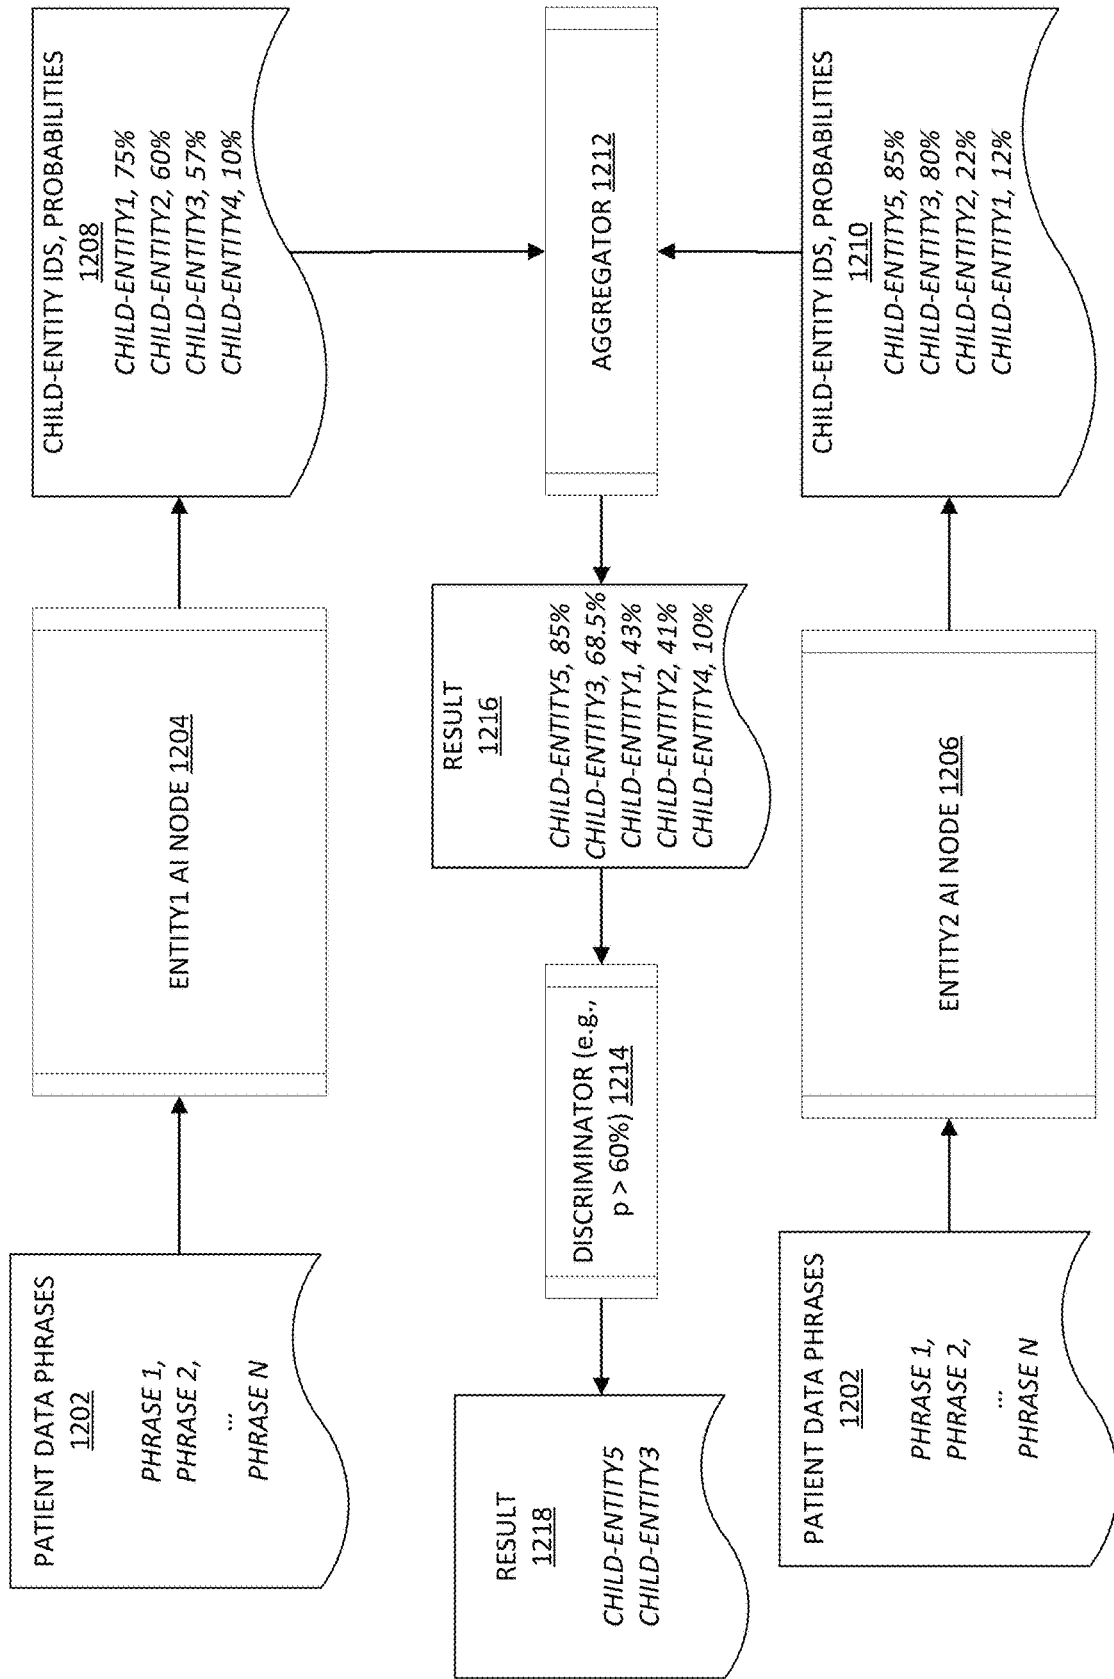 PATIENT DATA PHRASES
1202
PHRASE 1,
PHRASE 2,
...
PHRASE N
ENTITY1 AI NODE 1204
CHILD-ENTITY IDS, PROBABILITIES
1208
CHILD-ENTITY1, 75%
CHILD-ENTITY2, 60%
CHILD-ENTITY3, 57%
CHILD-ENTITY4, 10%
RESULT
1218
CHILD-ENTITY5
CHILD-ENTITY3
DISCRIMINATOR (e.g.,
p > 60%) 1214
RESULT
1216
CHILD-ENTITY5, 85%
CHILD-ENTITY3, 68.5%
CHILD-ENTITY1, 43%
CHILD-ENTITY2, 41%
CHILD-ENTITY4, 10%
AGGREGATOR 1212
PATIENT DATA PHRASES
1202
PHRASE 1,
PHRASE 2,
...
PHRASE N
ENTITY2 AI NODE 1206
CHILD-ENTITY IDS, PROBABILITIES
1210
CHILD-ENTITY5, 85%
CHILD-ENTITY3, 80%
CHILD-ENTITY2, 22%
CHILD-ENTITY1, 12%